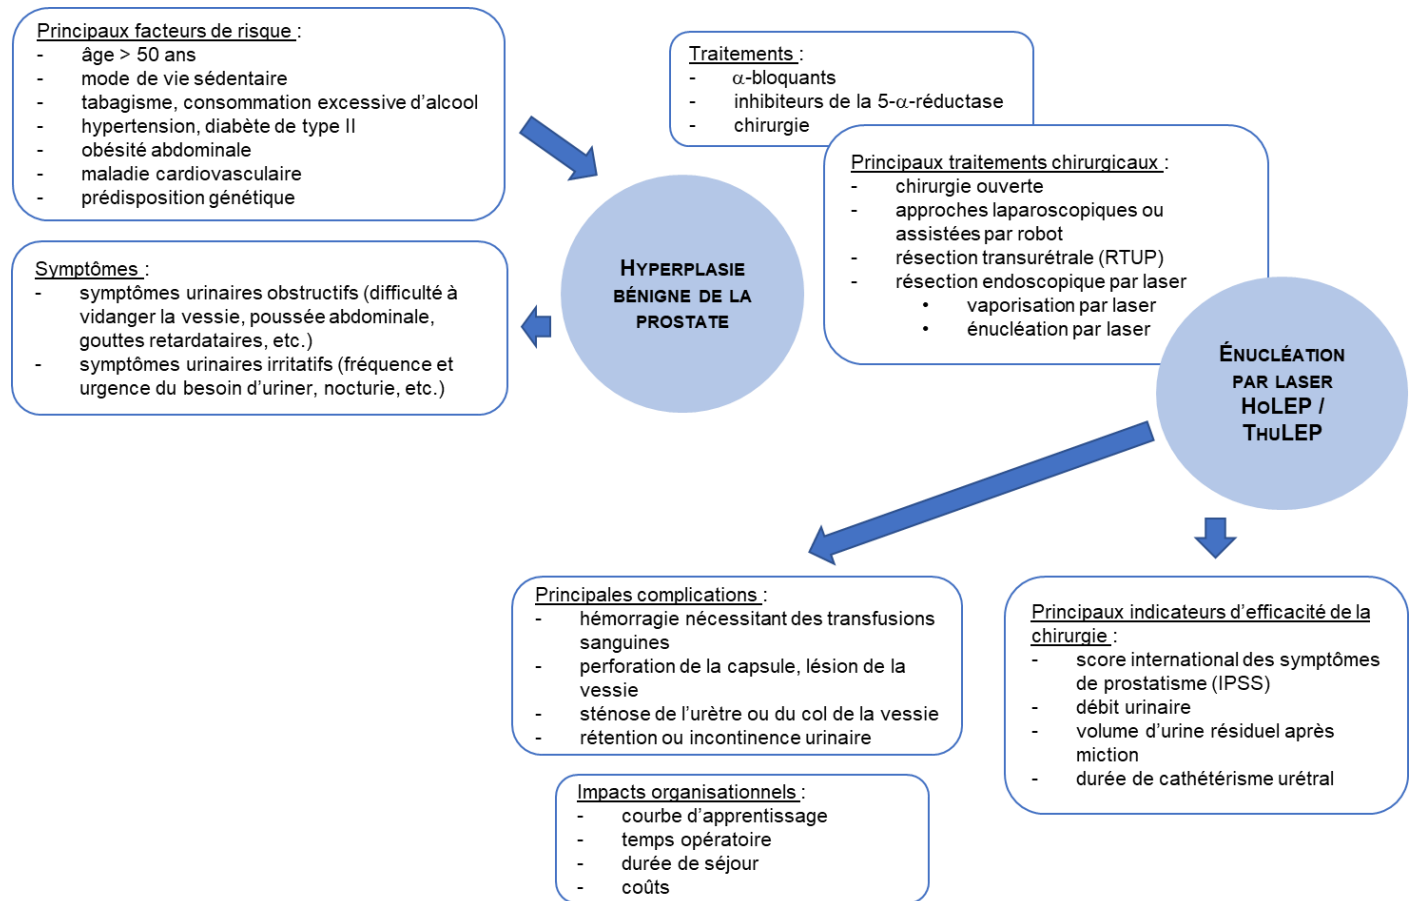 Principaux facteurs de risque :
- âge > 50 ans
- mode de vie sédentaire
- tabagisme, consommation excessive d'alcool
- hypertension, diabète de type II
- obésité abdominale
- maladie cardiovasculaire
- prédisposition génétique
Symptômes :
- symptômes urinaires obstructifs (difficulté à
vidanger la vessie, poussée abdominale,
gouttes retardataires, etc.)
- symptômes urinaires irritatifs (fréquence et
urgence du besoin d'uriner, nocturie, etc.)
HYPERPLASIE
BÉNIGNE DE LA
PROSTATE
Traitements :
- α-bloquants
- inhibiteurs de la 5-α-réductase
- chirurgie
Principaux traitements chirurgicaux :
- chirurgie ouverte
- approches laparoscopiques ou
assistées par robot
- résection transurétrale (RTUP)
- résection endoscopique par laser
• vaporisation par laser
• énucléation par laser
ÉNUCLÉATION
PAR LASER
HOLEP /
THULEP
Principales complications :
- hémorragie nécessitant des transfusions
sanguines
- perforation de la capsule, lésion de la
vessie
- sténose de l'urètre ou du col de la vessie
- rétention ou incontinence urinaire
Impacts organisationnels :
- courbe d'apprentissage
- temps opératoire
- durée de séjour
- coûts
Principaux indicateurs d'efficacité de la
chirurgie :
- score international des symptômes
de prostatisme (IPSS)
- débit urinaire
- volume d'urine résiduel après
miction
- durée de cathétérisme urétral